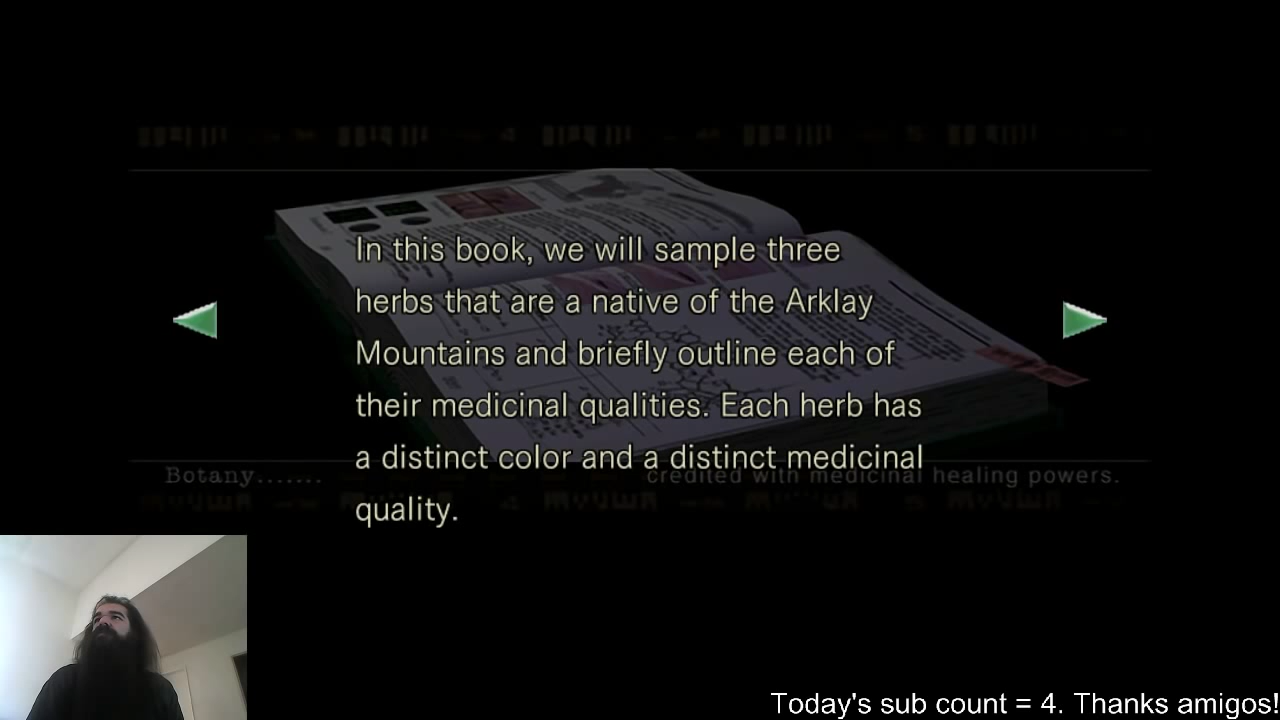 In this book, we will sample three
herbs that are a native of the Arklay
Mountains and briefly outline each of
their medicinal qualities. Each herb has
a distinct color and a distinct medicinal
quality.
Botany....... credited with medicinal healing powers.
Today's sub count = 4. Thanks amigos!